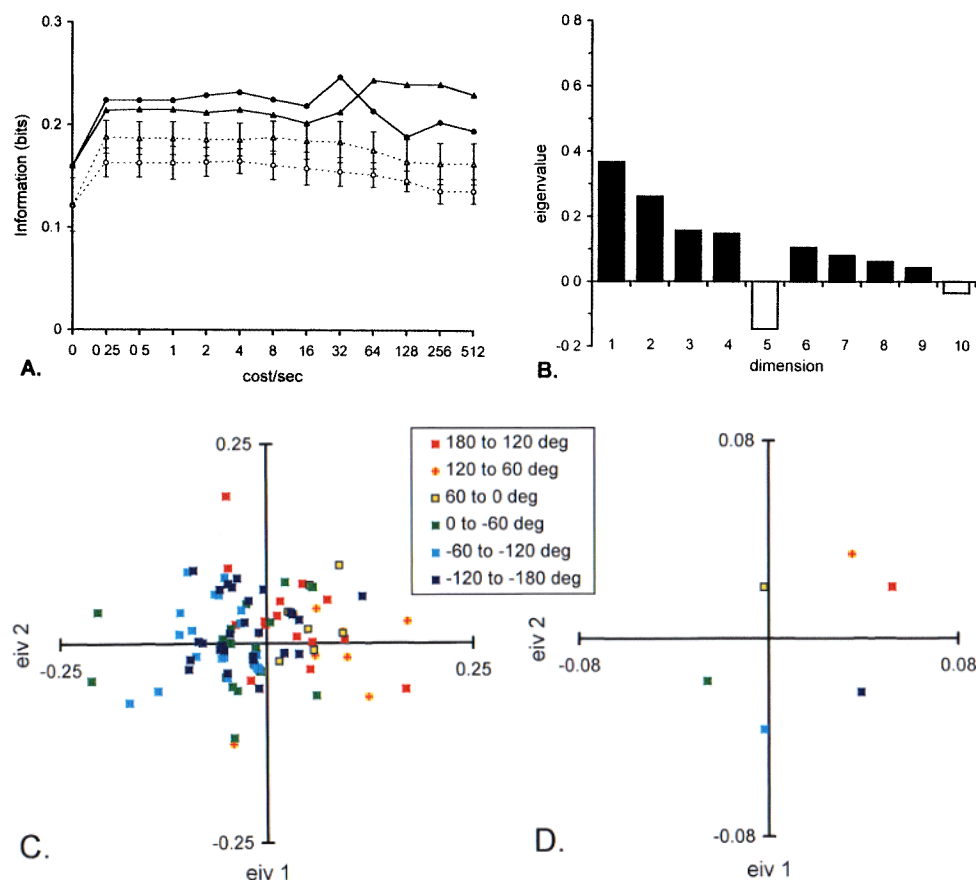 0.3
0.2
0.1
0
Information (bits)
0 0 25 0 5 1 2 4 8 16 32 64 128 256 512
cost/sec
A.
0 8
0 6
0 4
0 2
0 0
-0 2
eigenvalue
1 2 3 4 5 6 7 8 9 10
dimension
B.
180 to 120 deg
120 to 60 deg
60 to 0 deg
0 to -60 deg
-60 to -120 deg
-120 to -180 deg
0.25
-0.25
0.25
-0.25
eiv 2
eiv 1
C.
0.08
-0.08
0.08
-0.08
eiv 2
eiv 1
D.